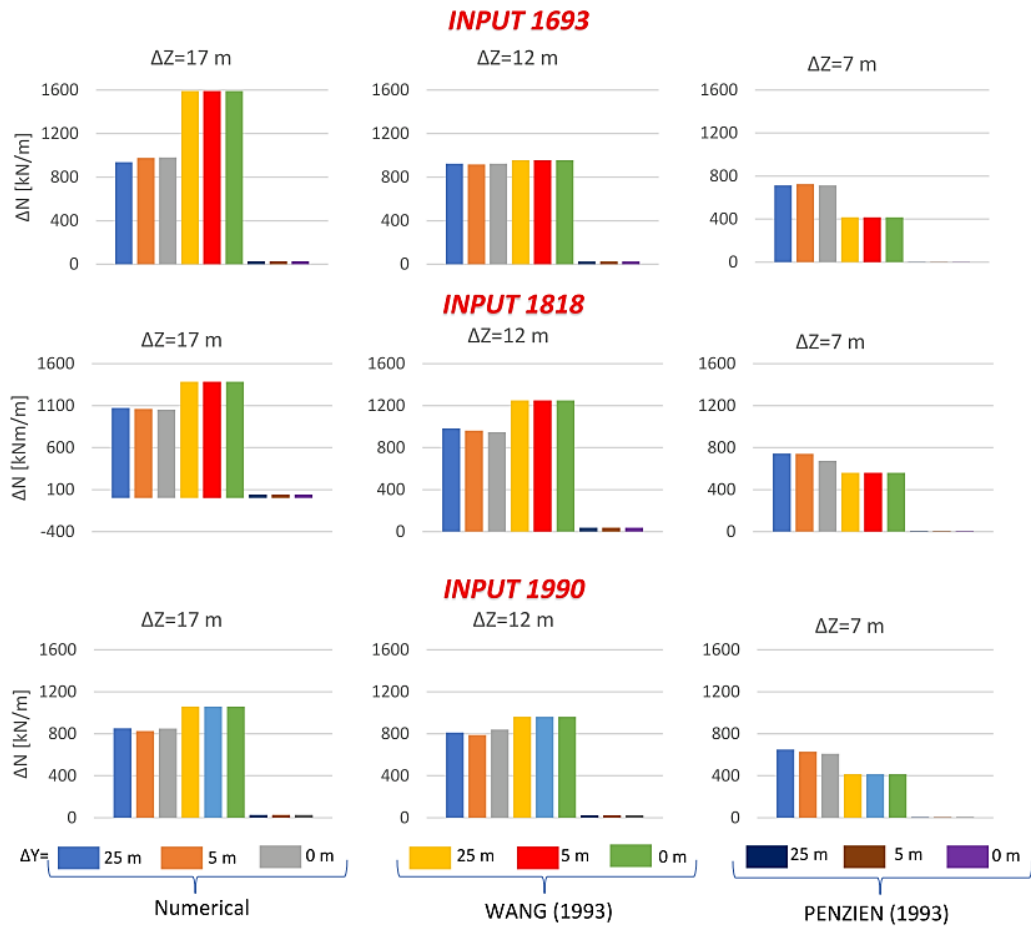 INPUT 1693
ΔZ=17 m
ΔZ=12 m
ΔZ=7 m
ΔN [kN/m]
1600
1200
800
400
0
1600
1200
800
400
0
1600
1200
800
400
0
INPUT 1818
ΔZ=17 m
ΔZ=12 m
ΔZ=7 m
ΔN [kNm/m]
1600
1100
600
100
-400
1600
1200
800
400
0
1600
1200
800
400
0
INPUT 1990
ΔZ=17 m
ΔZ=12 m
ΔZ=7 m
ΔN [kN/m]
1600
1200
800
400
0
1600
1200
800
400
0
1600
1200
800
400
0
ΔY= 25 m 5 m 0 m 25 m 5 m 0 m 25 m 5 m 0 m
Numerical WANG (1993) PENZIEN (1993)